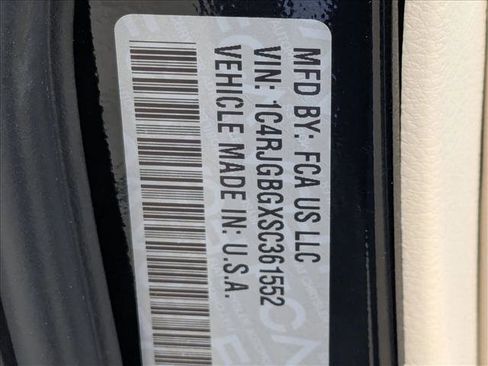 MFD BY: FCA US LLC
VIN: 1C4RJGBGXSC361552
VEHICLE MADE IN: U.S.A.